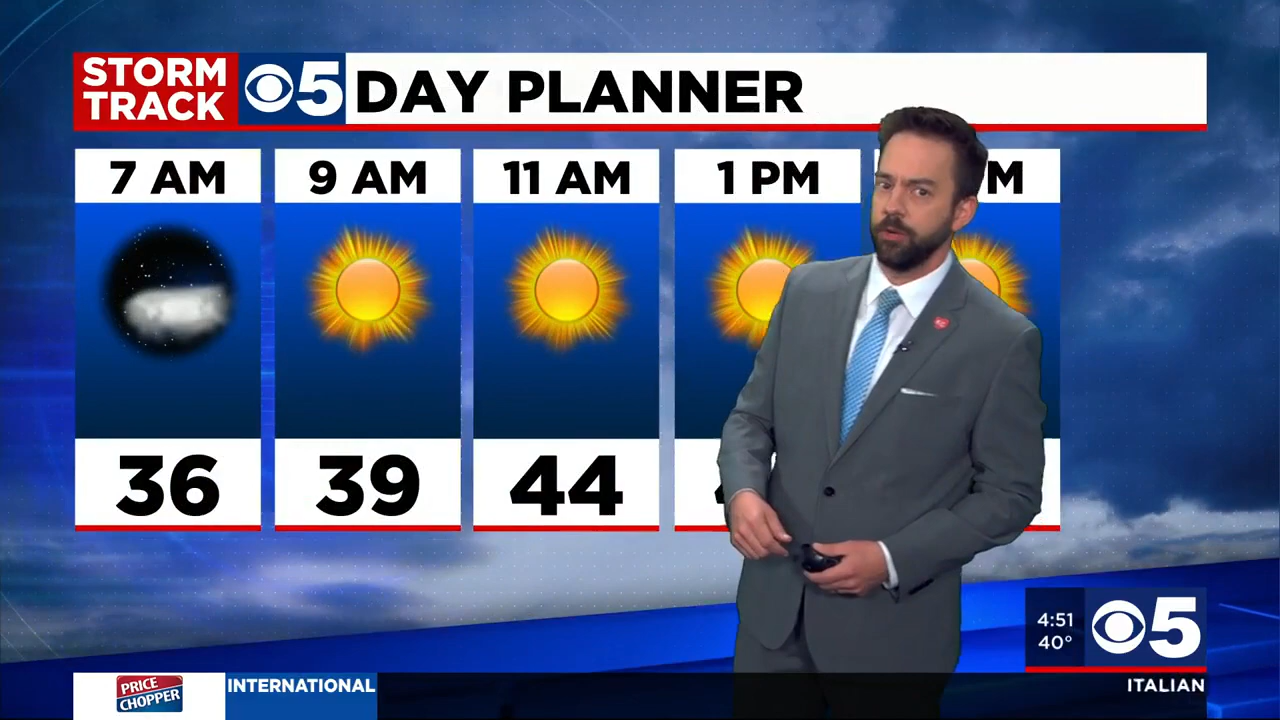 STORM
TRACK
5
DAY PLANNER
7 AM
9 AM
11 AM
1 PM
36
39
44
4:51
40°
5
PRICE
CHOPPER
INTERNATIONAL
ITALIAN